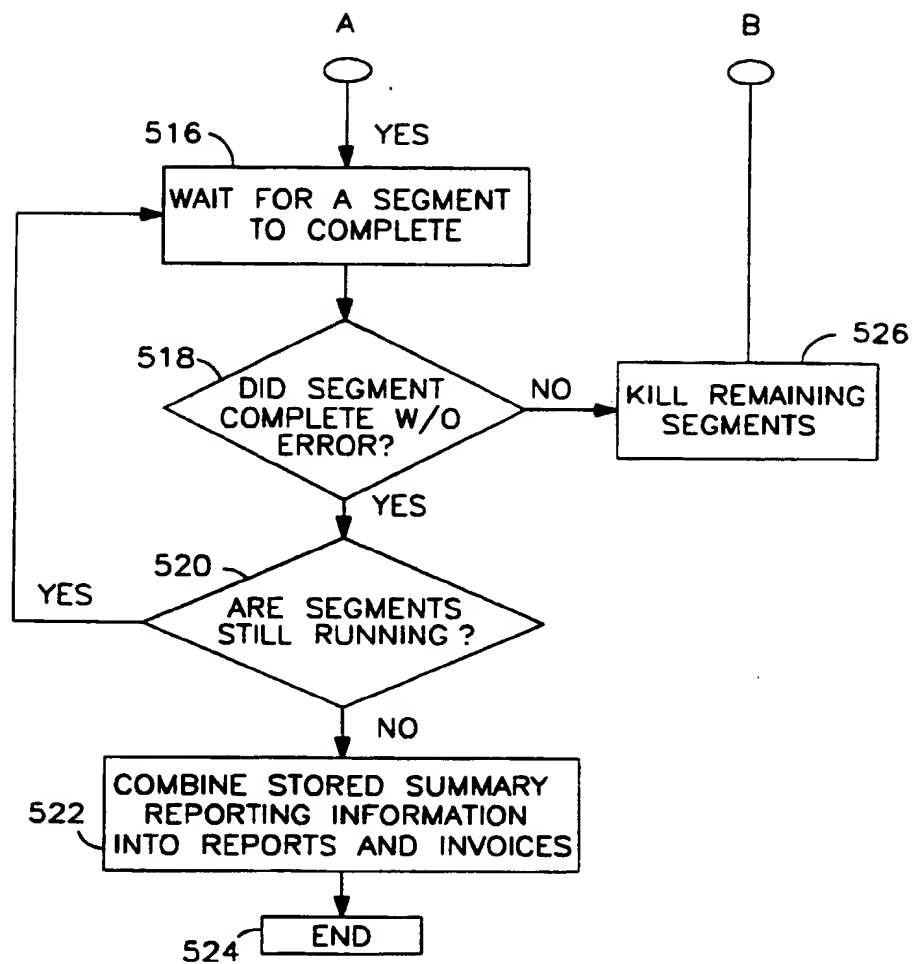 A
B
YES
516
WAIT FOR A SEGMENT
TO COMPLETE
518
DID SEGMENT
COMPLETE W/O
ERROR?
NO
526
KILL REMAINING
SEGMENTS
YES
520
YES
ARE SEGMENTS
STILL RUNNING?
NO
522
COMBINE STORED SUMMARY
REPORTING INFORMATION
INTO REPORTS AND INVOICES
524
END